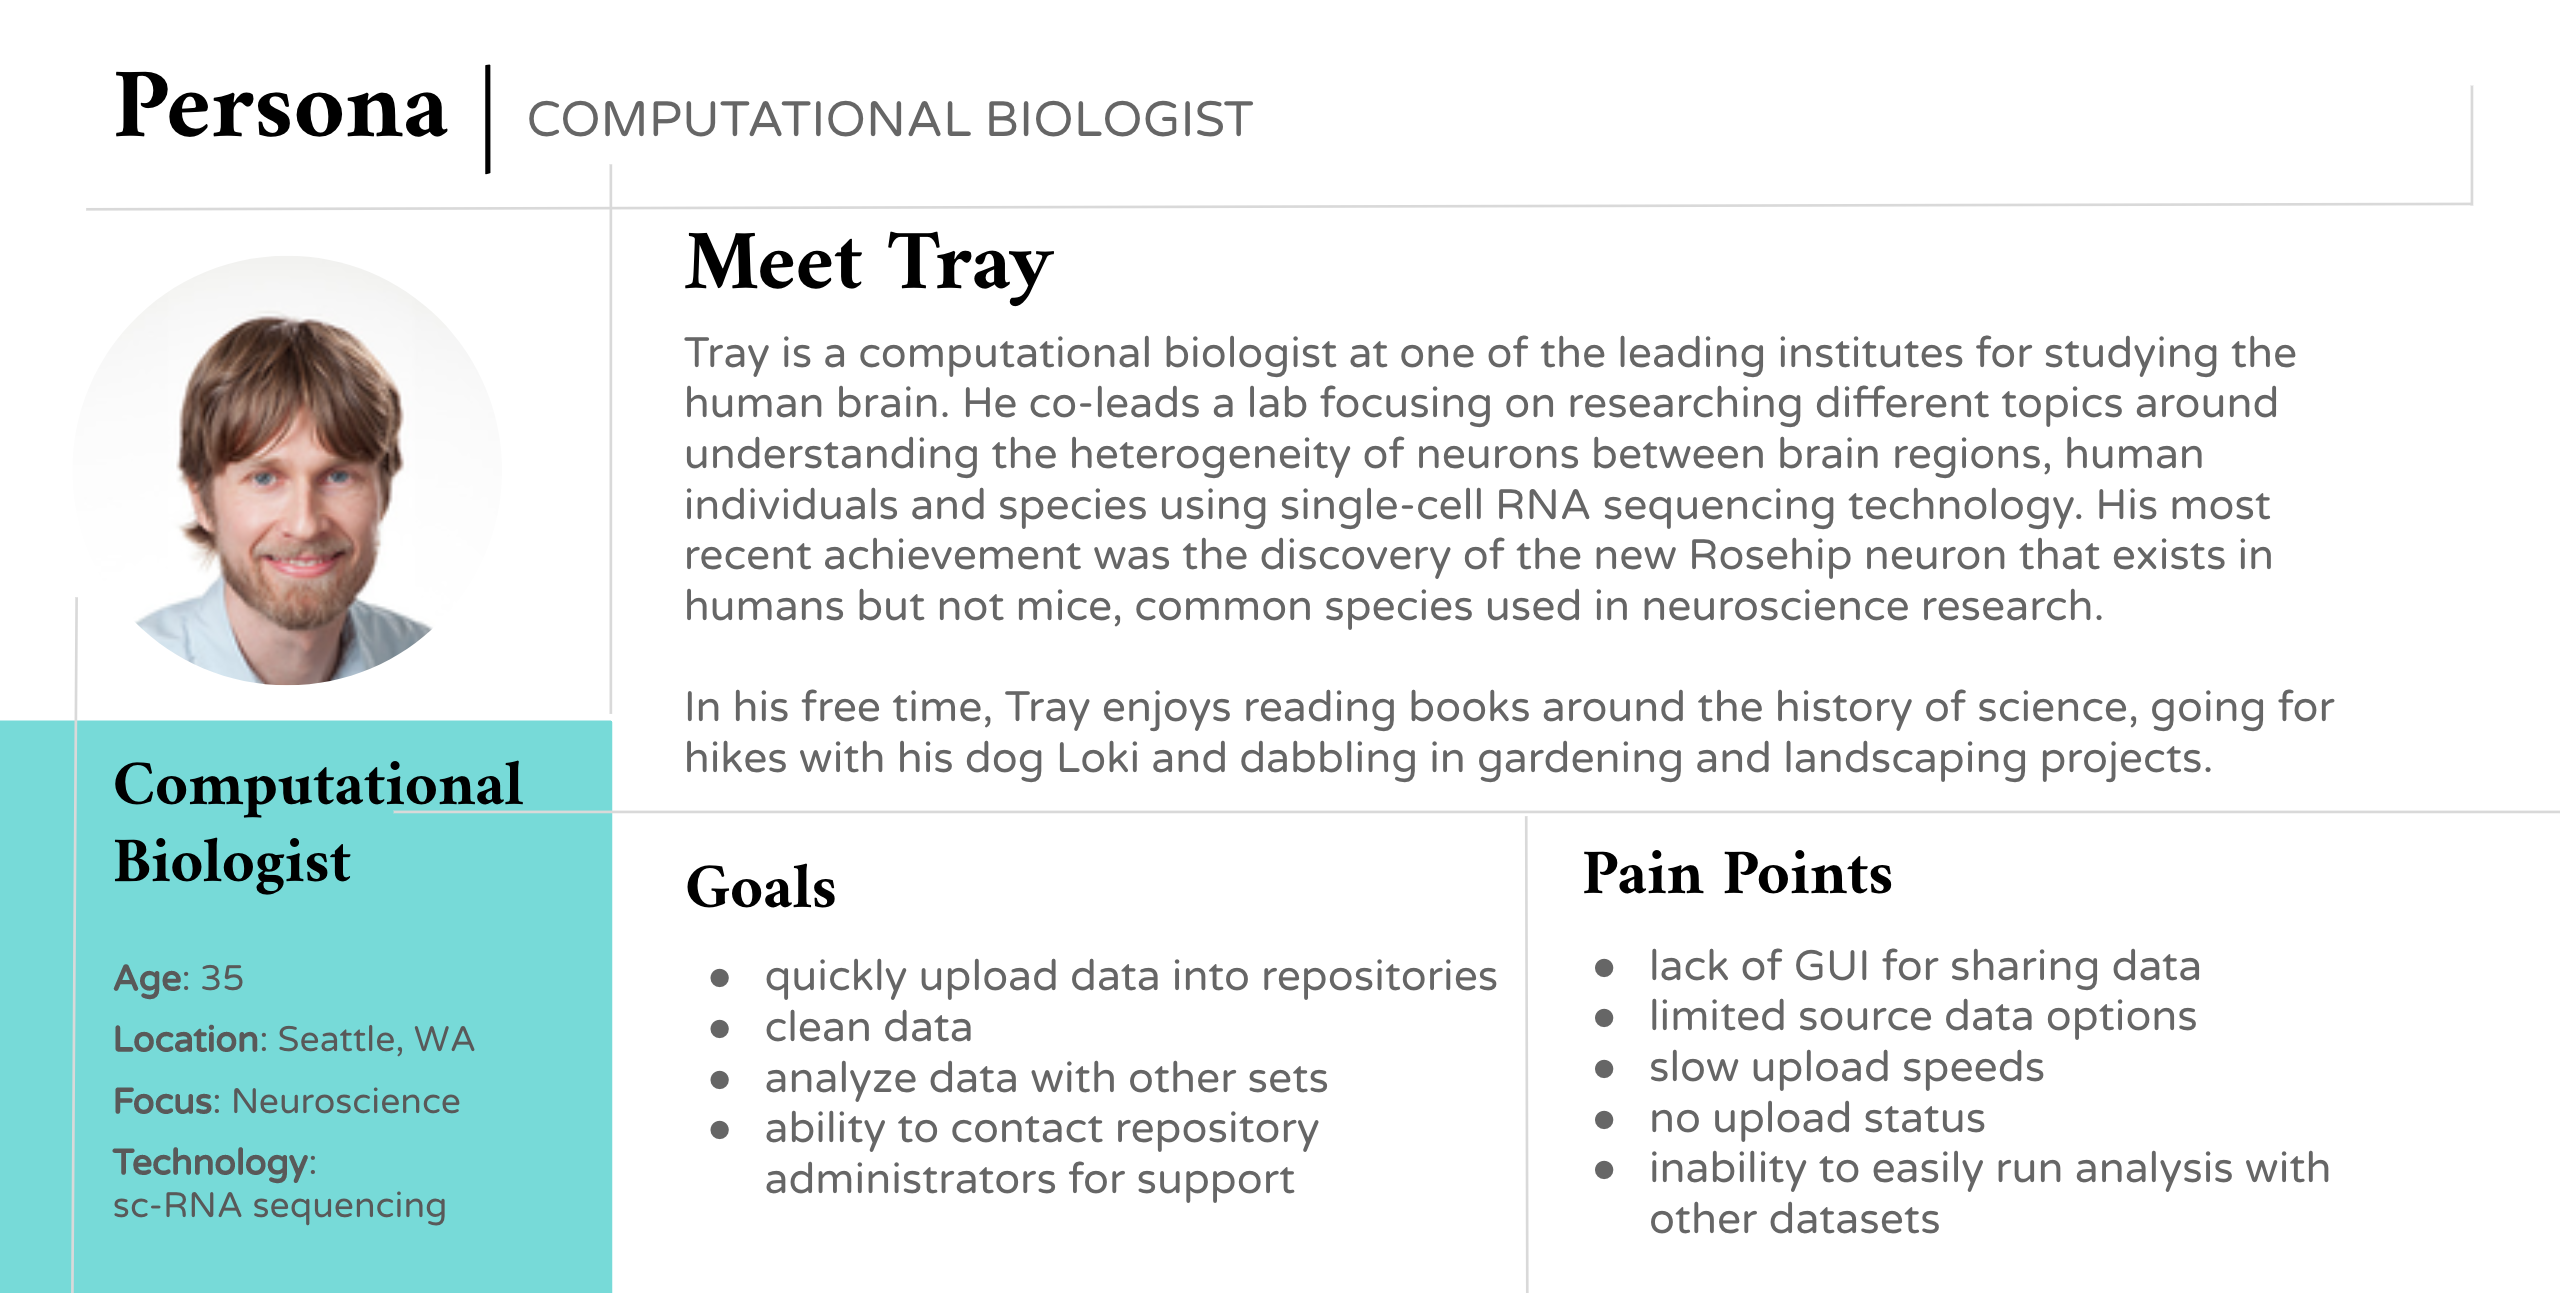 Persona
COMPUTATIONAL BIOLOGIST
Meet Tray
Tray is a computational biologist at one of the leading institutes for studying the
human brain. He co-leads a lab focusing on researching different topics around
understanding the heterogeneity of neurons between brain regions, human
individuals and species using single-cell RNA sequencing technology. His most
recent achievement was the discovery of the new Rosehip neuron that exists in
humans but not mice, common species used in neuroscience research.
In his free time, Tray enjoys reading books around the history of science, going for
hikes with his dog Loki and dabbling in gardening and landscaping projects.
Computational
Biologist
Age: 35
Location: Seattle, WA
Focus: Neuroscience
Technology:
sc-RNA sequencing
Goals
● quickly upload data into repositories
● clean data
● analyze data with other sets
● ability to contact repository
administrators for support
Pain Points
● lack of GUI for sharing data
● limited source data options
● slow upload speeds
● no upload status
● inability to easily run analysis with
other datasets